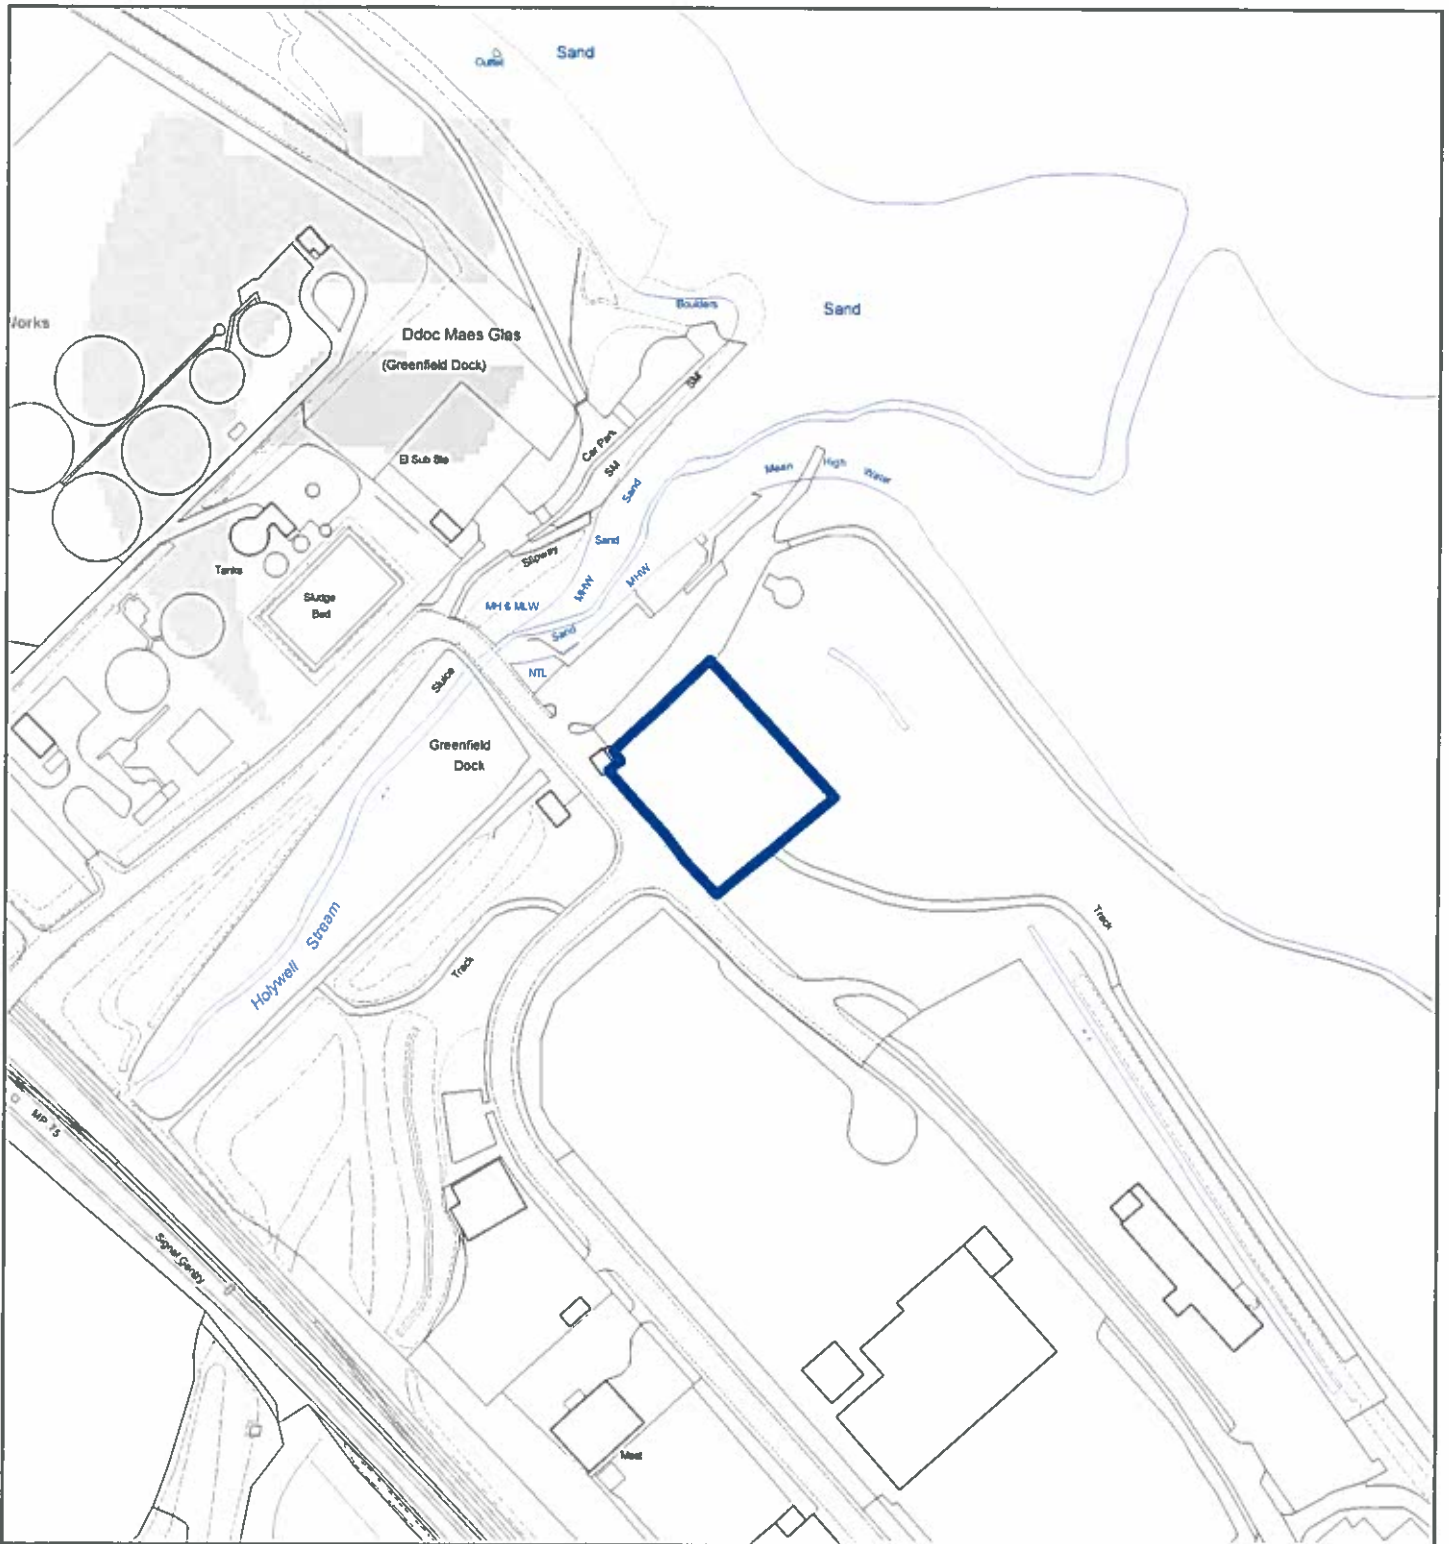 Sand
Outfall
Boulders
Sand
Works
Ddoc Maes Glas
(Greenfield Dock)
SM
Car Park
El Sub Sta
SM
Mean High Water
Sand
Sand
Slipway
Tanks
MHW
MHW
Sludge
Bed
MH & MLW
Sand
Sluice
NTL
Greenfield
Dock
Track
Holywell Stream
Track
MP 75
Signal Gantry
Mast